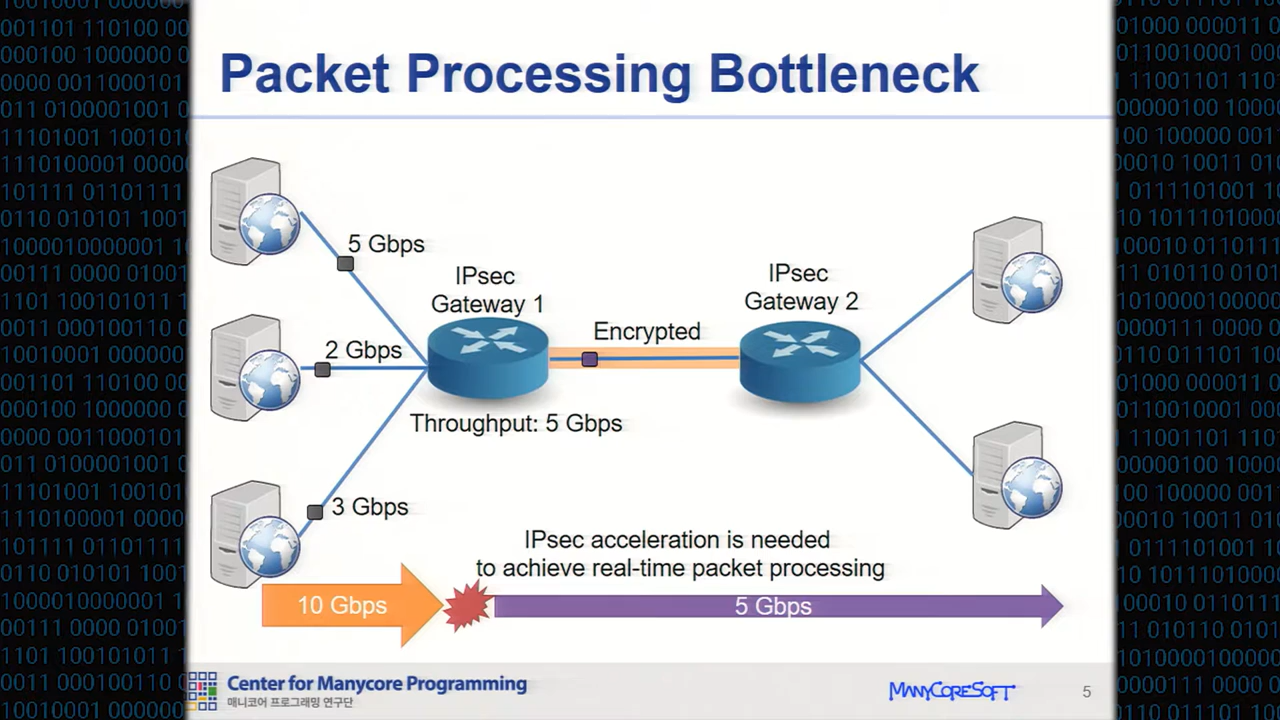 Packet Processing Bottleneck
5 Gbps
IPsec
Gateway 1
IPsec
Gateway 2
2 Gbps
Encrypted
Throughput: 5 Gbps
3 Gbps
IPsec acceleration is needed
to achieve real-time packet processing
10 Gbps
5 Gbps
Center for Manycore Programming
매니코어 프로그래밍 연구단
MANYCORESOFT
5